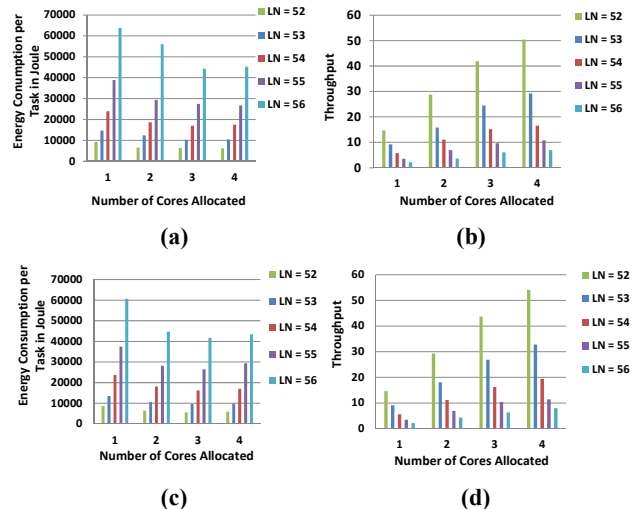 Energy Conumption per
Task in Joule
70000
60000
50000
40000
30000
20000
10000
0
1 2 3 4
Number of Cores Allocated
LN = 52
LN = 53
LN = 54
LN = 55
LN = 56
(a)
Throughput
60
50
40
30
20
10
0
1 2 3 4
Number of Cores Allocated
LN = 52
LN = 53
LN = 54
LN = 55
LN = 56
(b)
Energy Consumption per
Task in Joule
70000
60000
50000
40000
30000
20000
10000
0
1 2 3 4
Number of Cores Allocated
LN = 52
LN = 53
LN = 54
LN = 55
LN = 56
(c)
Throughput
60
50
40
30
20
10
0
1 2 3 4
Number of Cores Allocated
LN = 52
LN = 53
LN = 54
LN = 55
LN = 56
(d)